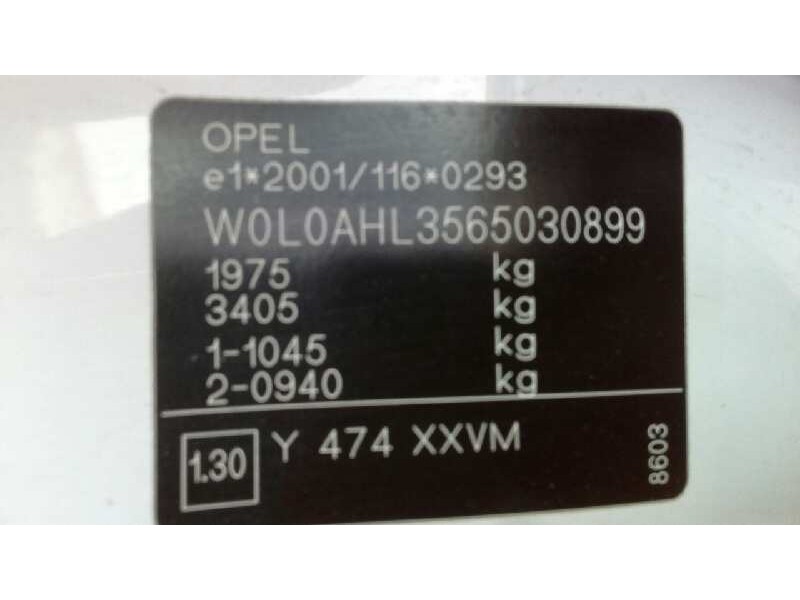 OPEL
e1*2001/116*0293
W0L0AHL3565030899
1975 kg
3405 kg
1-1045 kg
2-0940 kg
1.30 Y 474 XXVM
8603